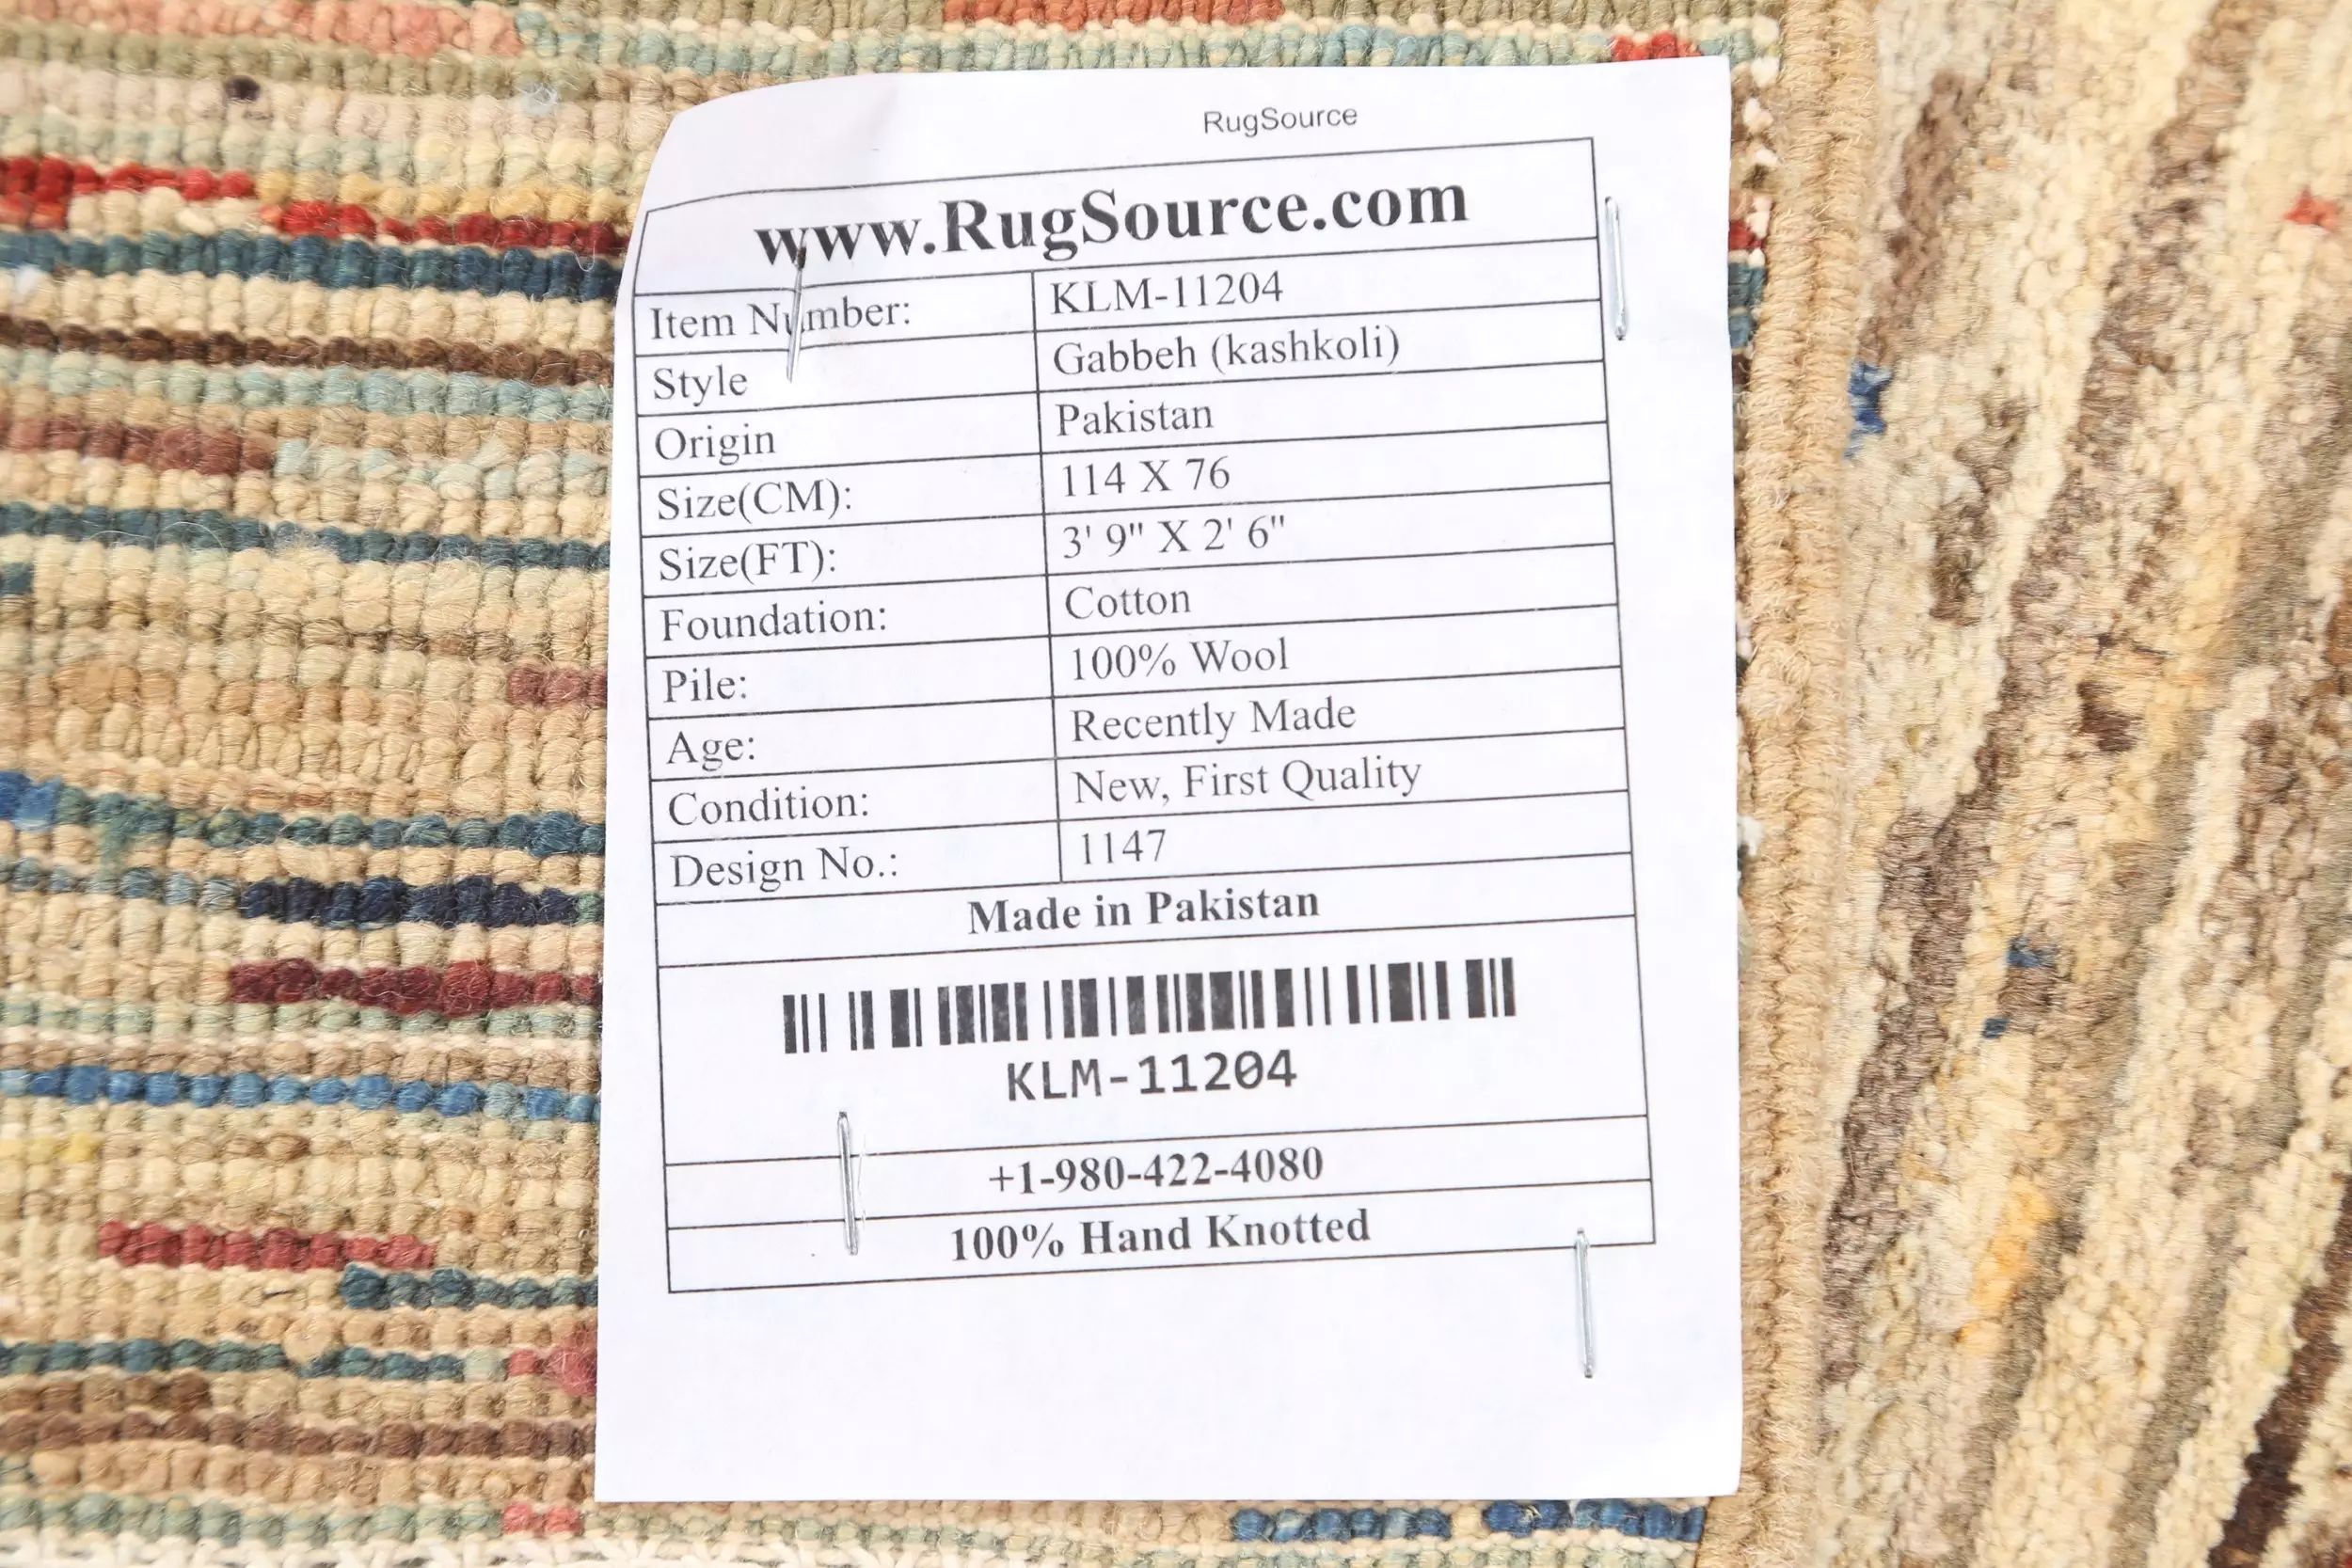 RugSource
www.RugSource.com
Item Number: KLM-11204
Style Gabbeh (kashkoli)
Origin Pakistan
Size(CM): 114 X 76
Size(FT): 3' 9" X 2' 6"
Foundation: Cotton
Pile: 100% Wool
Age: Recently Made
Condition: New, First Quality
Design No.: 1147
Made in Pakistan
KLM-11204
+1-980-422-4080
100% Hand Knotted